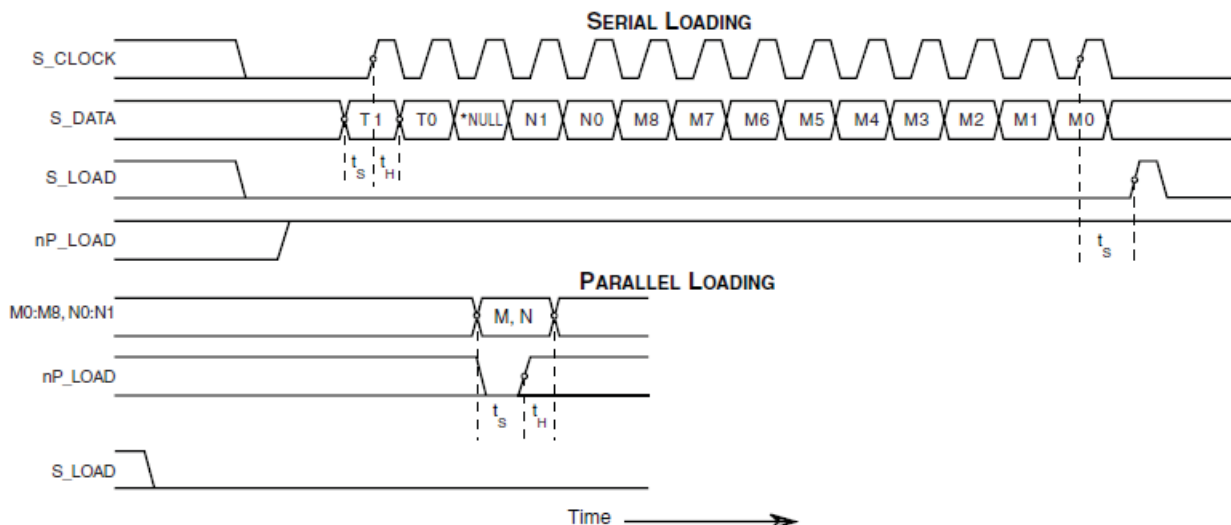 SERIAL LOADING
S_CLOCK
S_DATA T1 T0 *NULL N1 N0 M8 M7 M6 M5 M4 M3 M2 M1 M0
tS tH
S_LOAD
nP_LOAD
tS
PARALLEL LOADING
M0:M8, N0:N1 M, N
nP_LOAD
tS tH
S_LOAD
Time